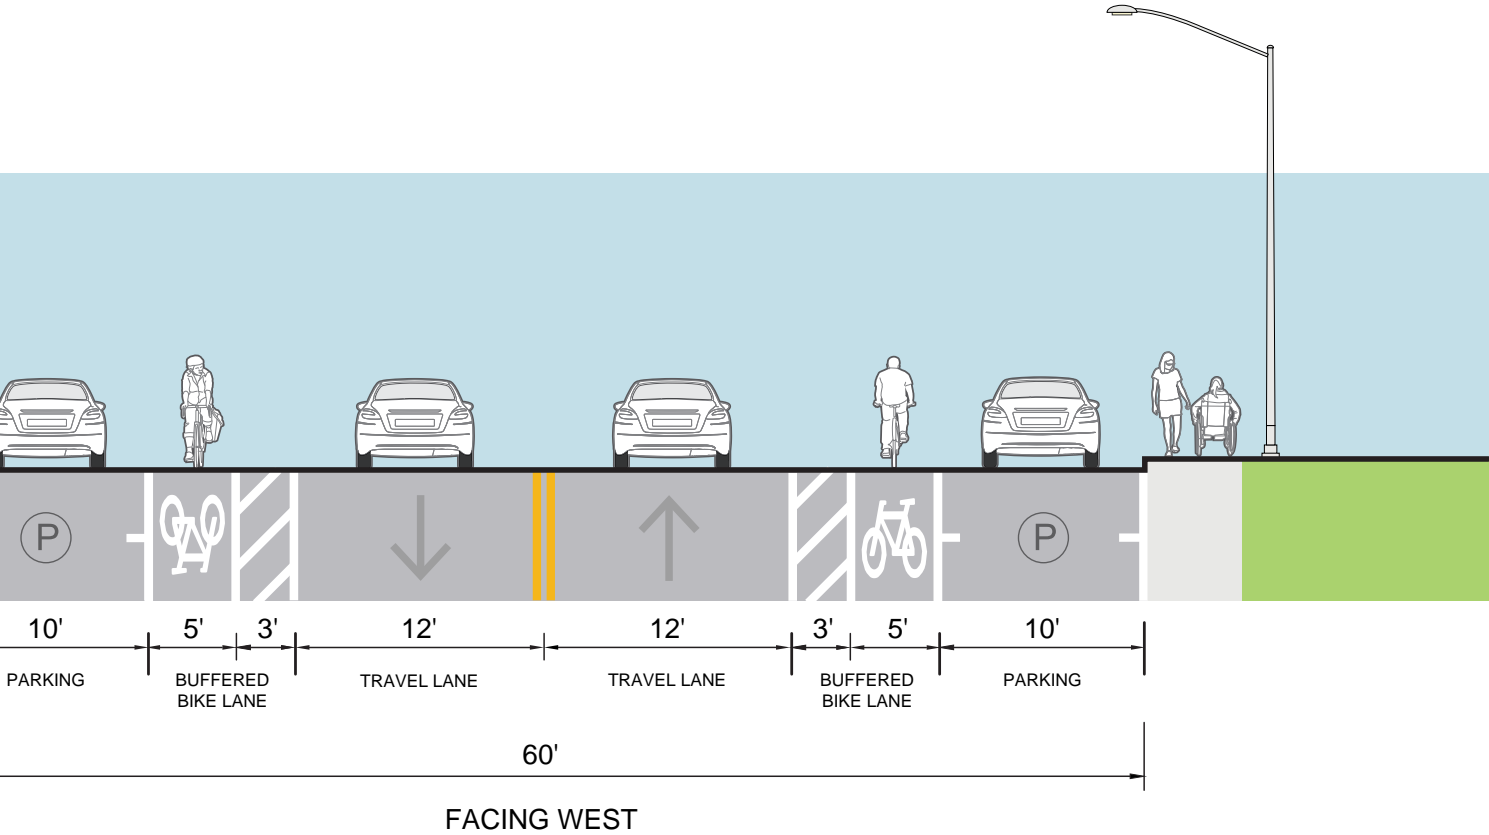 P P
10' 5' 3' 12' 12' 3' 5' 10'
PARKING BUFFERED BIKE LANE TRAVEL LANE TRAVEL LANE BUFFERED BIKE LANE PARKING
60'
FACING WEST